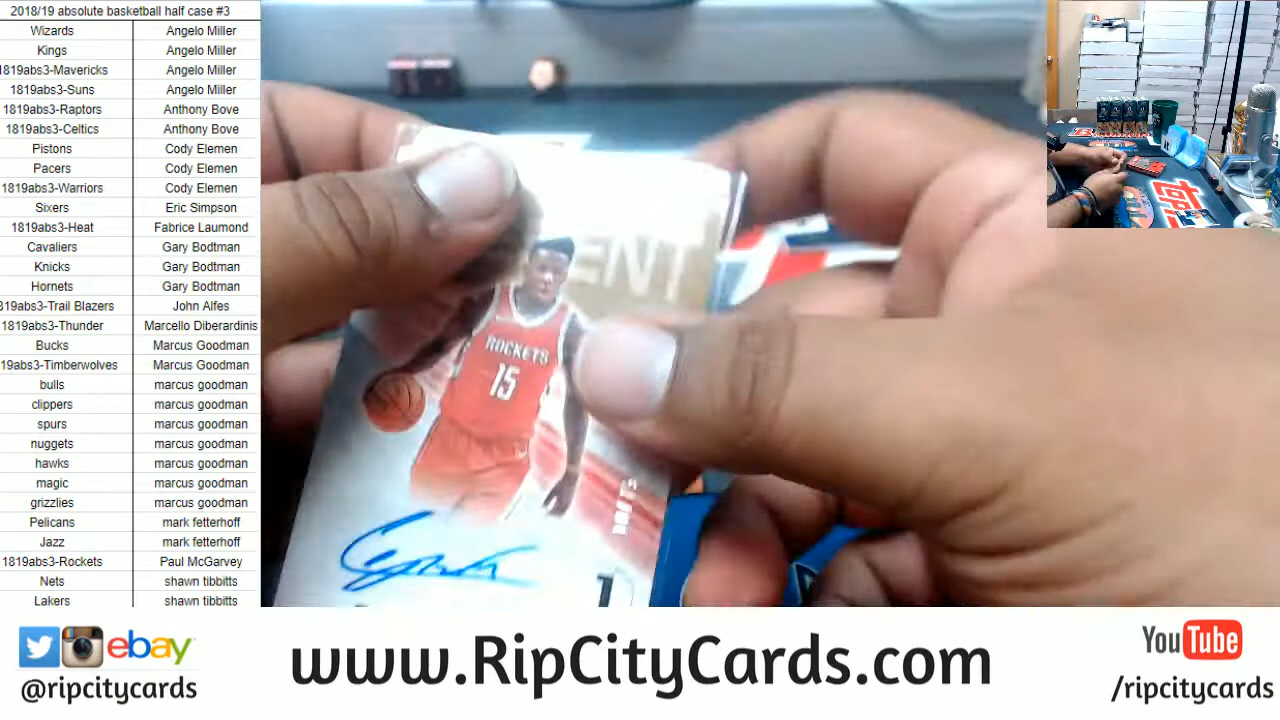 2018/19 absolute basketball half case #3
Wizards Angelo Miller
Kings Angelo Miller
1819abs3-Mavericks Angelo Miller
1819abs3-Suns Angelo Miller
1819abs3-Raptors Anthony Bove
1819abs3-Celtics Anthony Bove
Pistons Cody Elemen
Pacers Cody Elemen
1819abs3-Warriors Cody Elemen
Sixers Eric Simpson
1819abs3-Heat Fabrice Laumond
Cavaliers Gary Bodtman
Knicks Gary Bodtman
Hornets Gary Bodtman
819abs3-Trail Blazers John Alfes
1819abs3-Thunder Marcello Diberardinis
Bucks Marcus Goodman
19abs3-Timberwolves Marcus Goodman
bulls marcus goodman
clippers marcus goodman
spurs marcus goodman
nuggets marcus goodman
hawks marcus goodman
magic marcus goodman
grizzlies marcus goodman
Pelicans mark fetterhoff
Jazz mark fetterhoff
1819abs3-Rockets Paul McGarvey
Nets shawn tibbitts
Lakers shawn tibbitts
ENT
ROCKETS
15
ebay
@ripcitycards
www.RipCityCards.com
YouTube
/ripcitycards